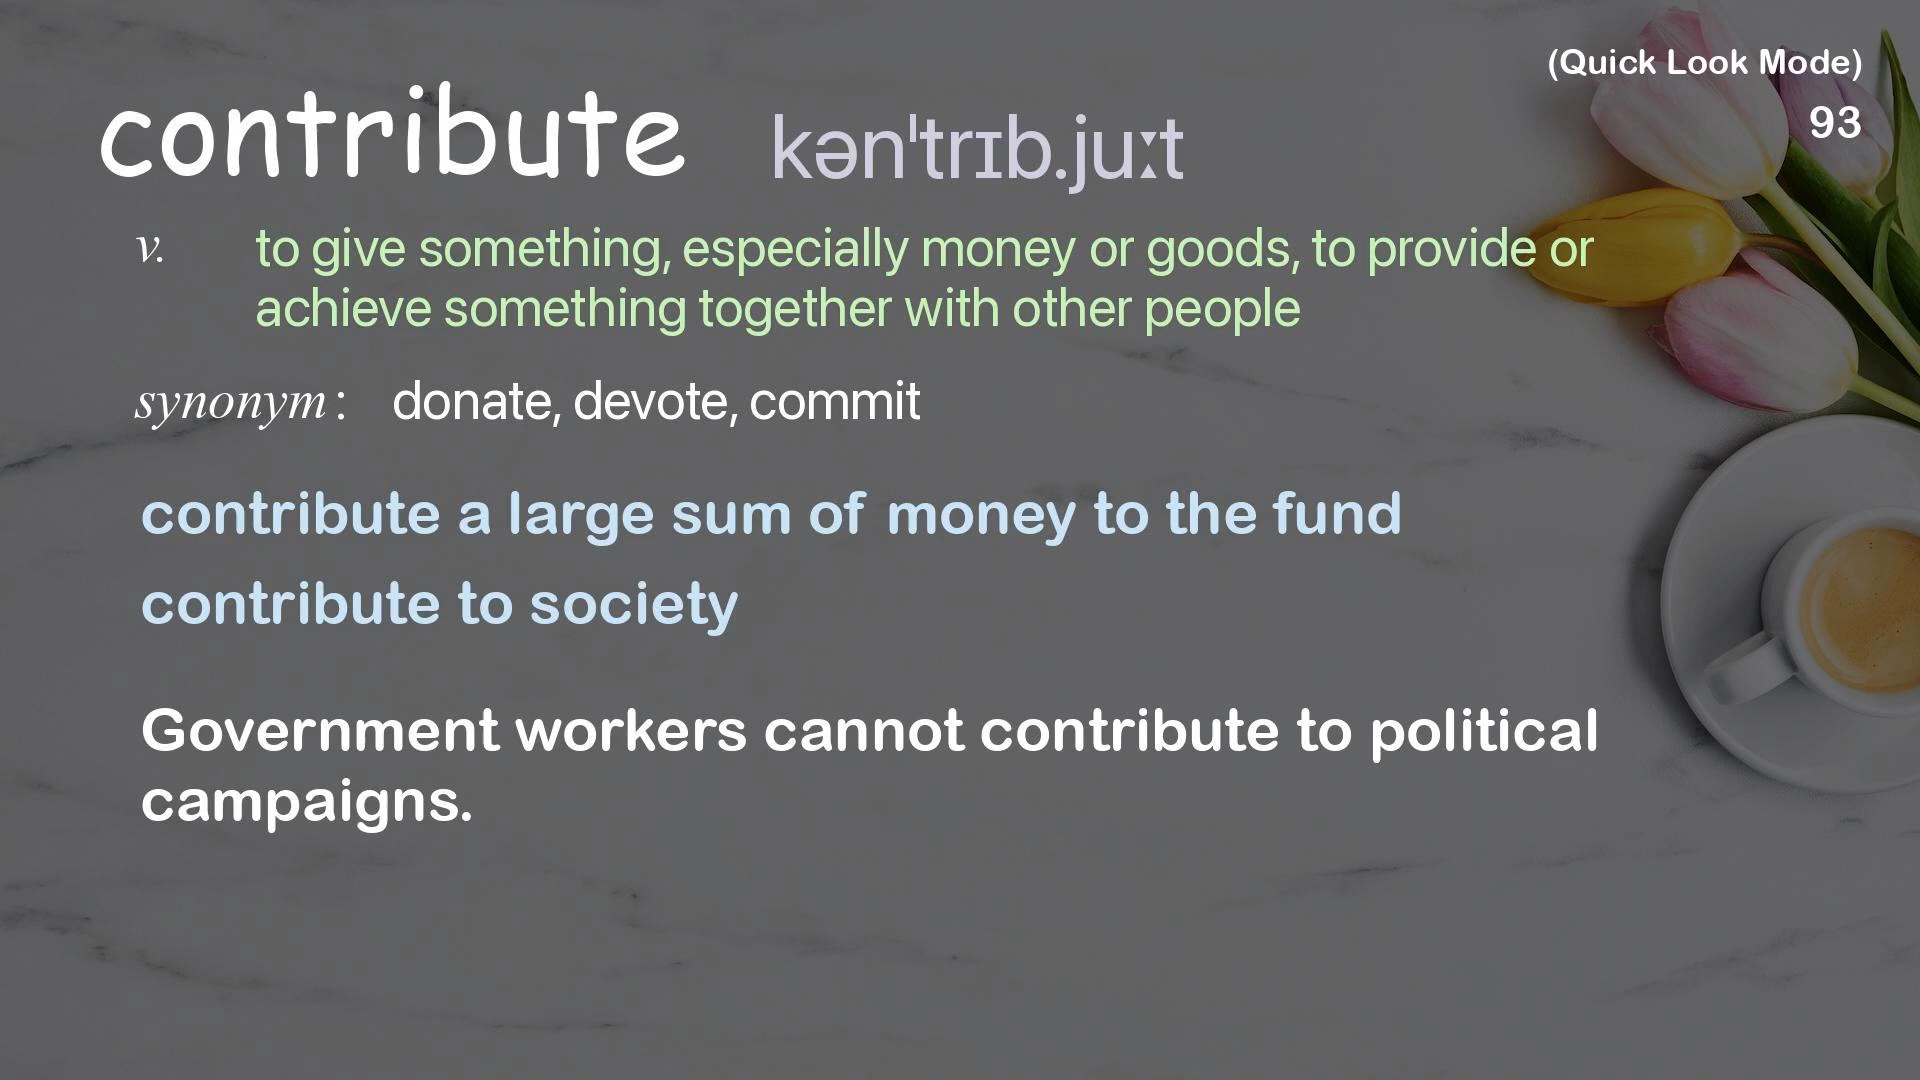 (Quick Look Mode)
93
contribute kən'trɪb.juːt
v. to give something, especially money or goods, to provide or
achieve something together with other people
synonym : donate, devote, commit
contribute a large sum of money to the fund
contribute to society
Government workers cannot contribute to political
campaigns.